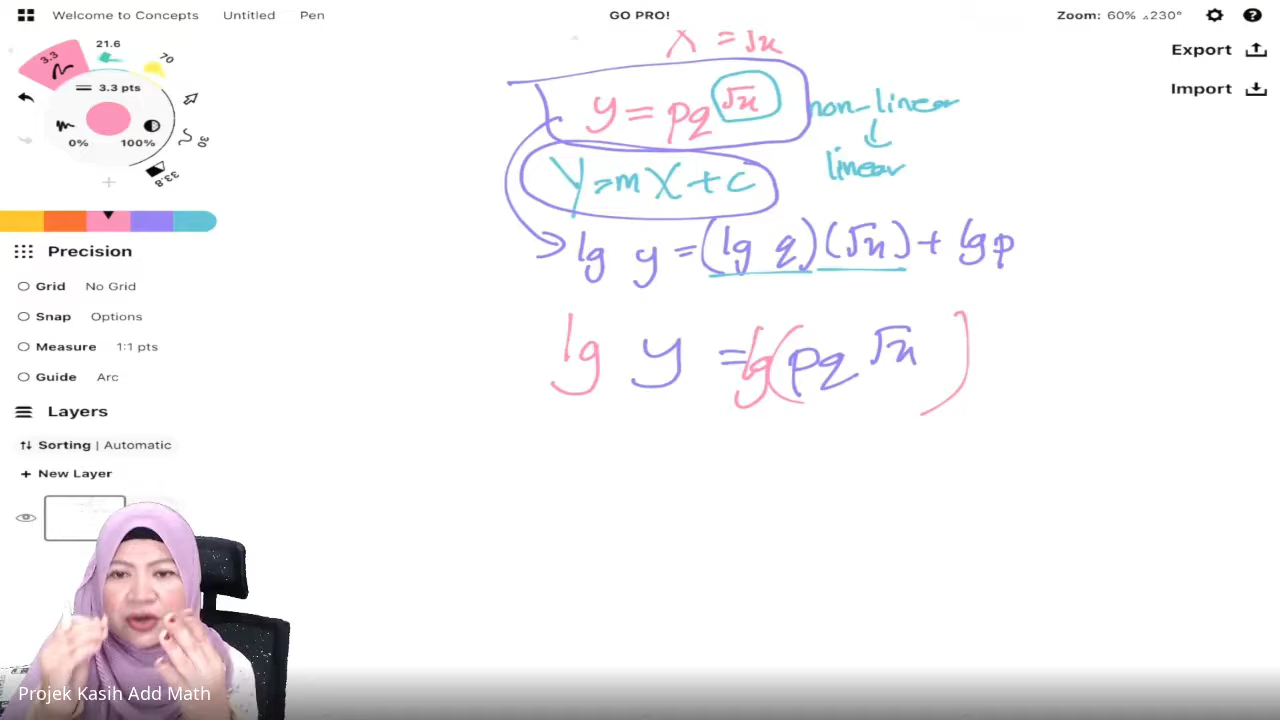 Welcome to Concepts Untitled Pen GO PRO! Zoom: 60% ⊿230°
Export
Import
3.3
21.6
70
3.3 pts
0% 100%
30
33.8
Precision
Grid No Grid
Snap Options
Measure 1:1 pts
Guide Arc
Layers
Sorting | Automatic
+ New Layer
X = √x
y = pq^√x non-linear
↓
linear
Y = mX + c
lg y = (lg q)(√x) + lg p
lg y = lg(pq^√x)
Projek Kasih Add Math